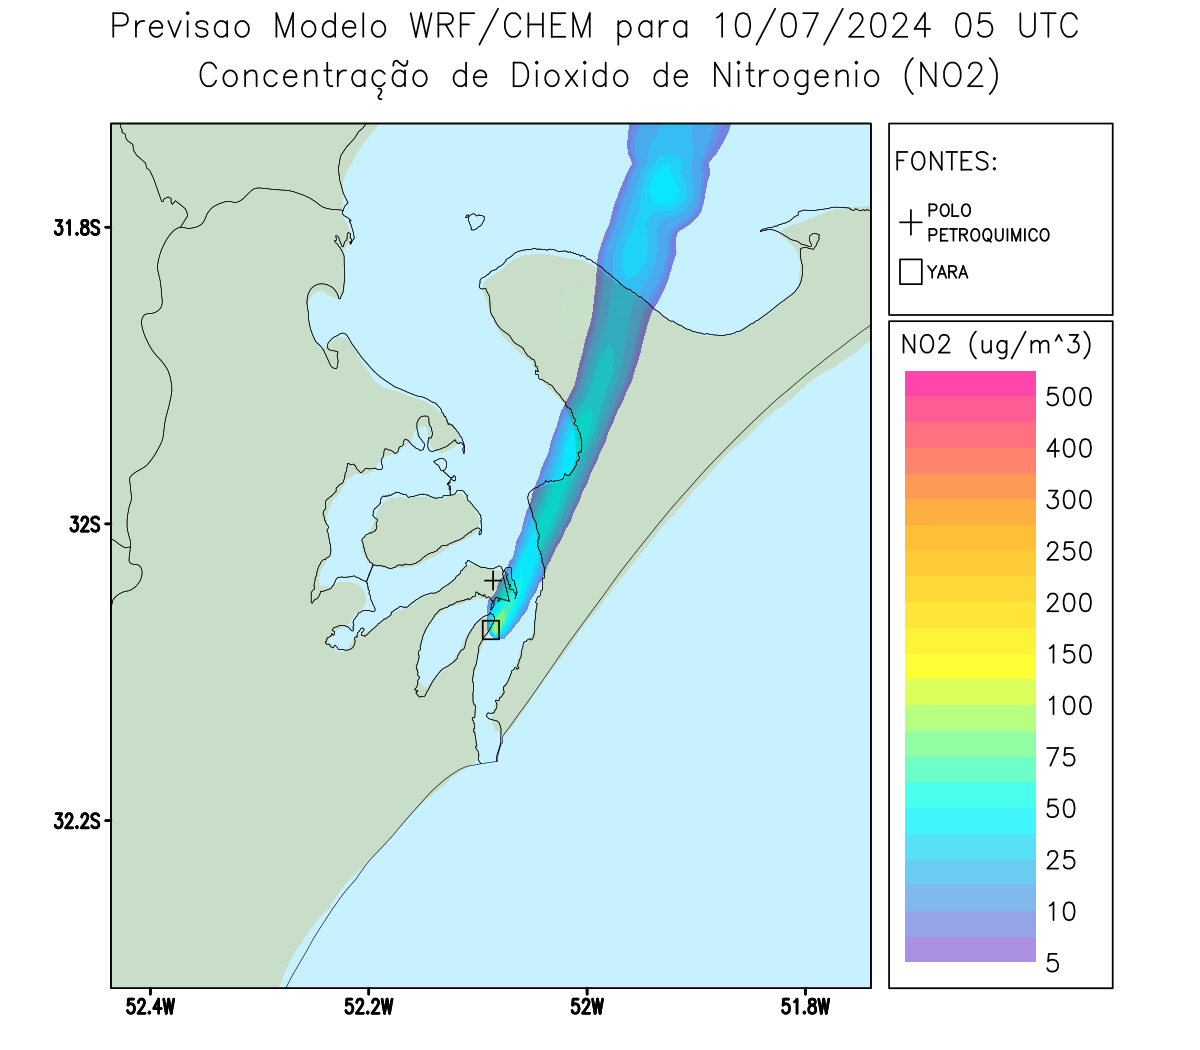 Previsao Modelo WRF/CHEM para 10/07/2024 05 UTC
Concentração de Dioxido de Nitrogenio (NO2)
FONTES:
POLO
PETROQUIMICO
YARA
NO2 (ug/m^3)
500
400
300
250
200
150
100
75
50
25
10
5
31.8S
32S
32.2S
52.4W
52.2W
52W
51.8W